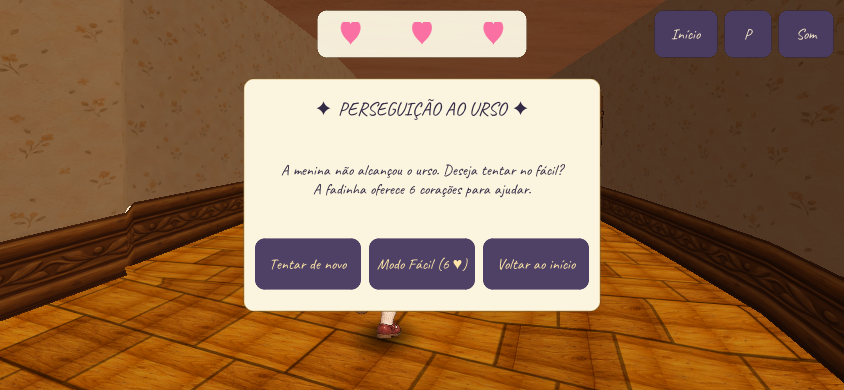 Início
P
Som
✦ PERSEGUIÇÃO AO URSO ✦
A menina não alcançou o urso. Deseja tentar no fácil?
A fadinha oferece 6 corações para ajudar.
Tentar de novo
Modo Fácil (6 ♥)
Voltar ao início